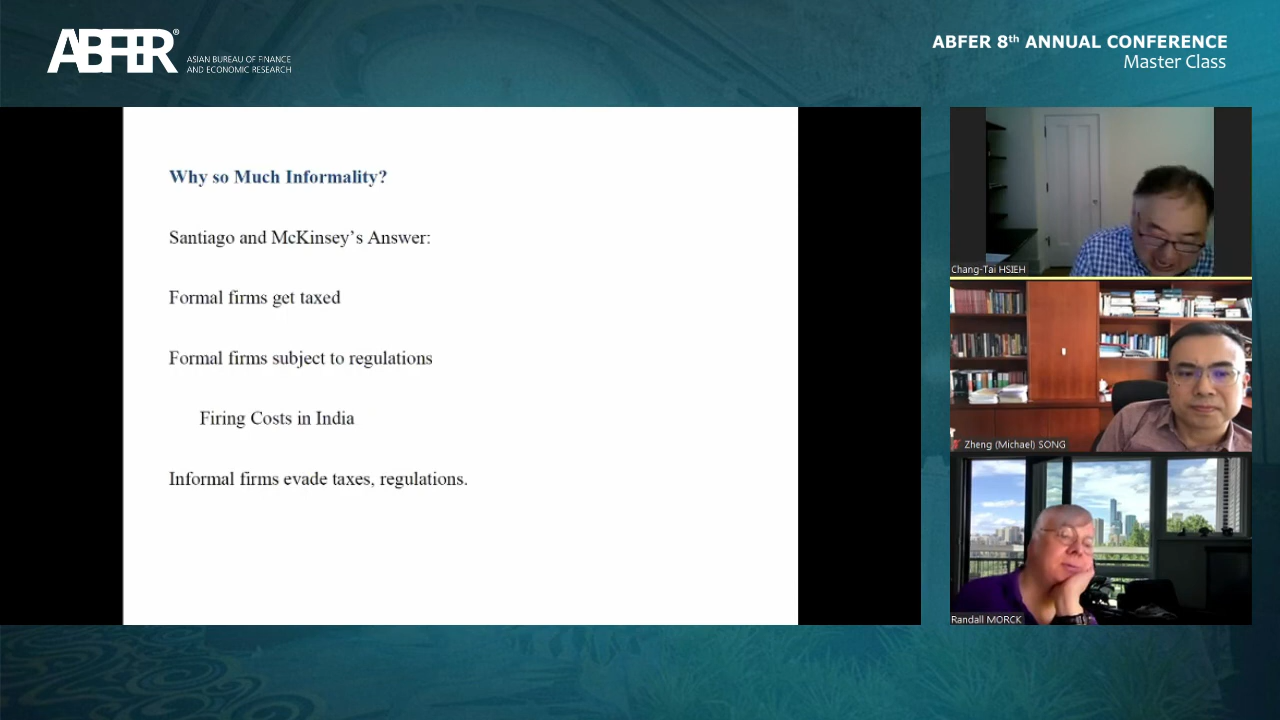 ABFER®
ASIAN BUREAU OF FINANCE
AND ECONOMIC RESEARCH
ABFER 8th ANNUAL CONFERENCE
Master Class
Why so Much Informality?
Santiago and McKinsey's Answer:
Formal firms get taxed
Formal firms subject to regulations
Firing Costs in India
Informal firms evade taxes, regulations.
Chang-Tai HSIEH
Zheng (Michael) SONG
Randall MORCK